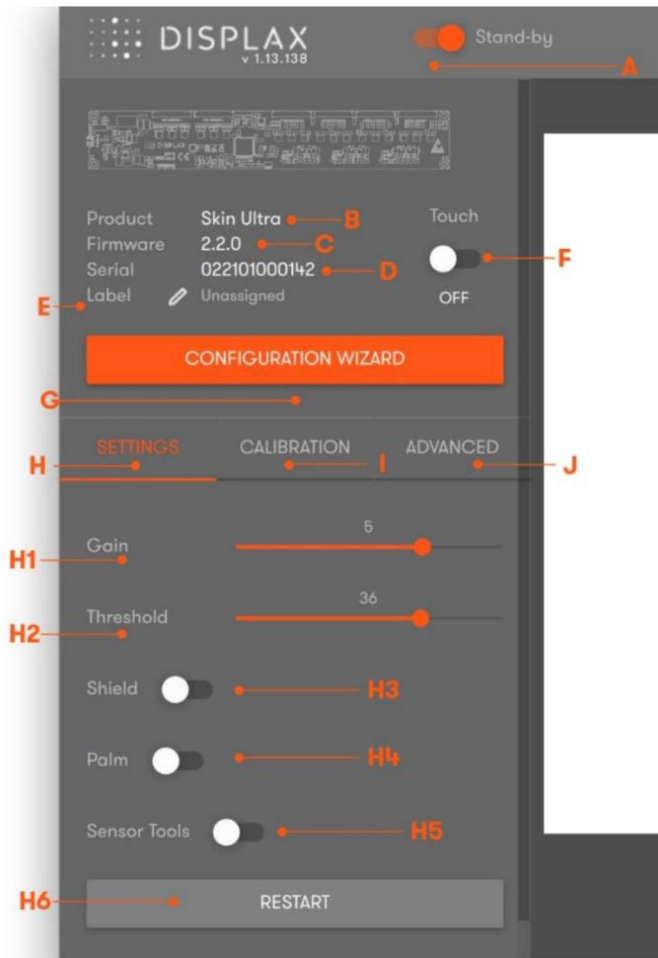 DISPLAX
v 1.13.138
Stand-by
A
DISPLAX
Product Skin Ultra B Touch
Firmware 2.2.0 C F
Serial 022101000142 D
E Label Unassigned OFF
CONFIGURATION WIZARD
G
SETTINGS CALIBRATION ADVANCED
H I J
5
Gain
H1
36
Threshold
H2
Shield H3
Palm H4
Sensor Tools H5
H6 RESTART